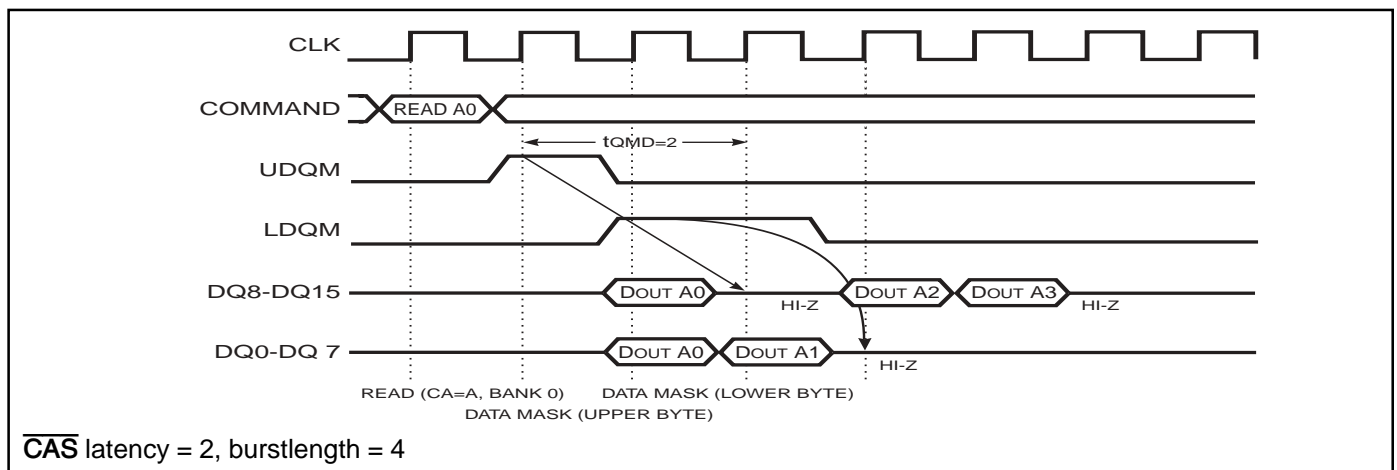 CLK
COMMAND
READ A0
tQMD=2
UDQM
LDQM
DQ8-DQ15
DOUT A0
HI-Z
DOUT A2
DOUT A3
HI-Z
DQ0-DQ 7
DOUT A0
DOUT A1
HI-Z
READ (CA=A, BANK 0)
DATA MASK (LOWER BYTE)
DATA MASK (UPPER BYTE)
CAS latency = 2, burstlength = 4